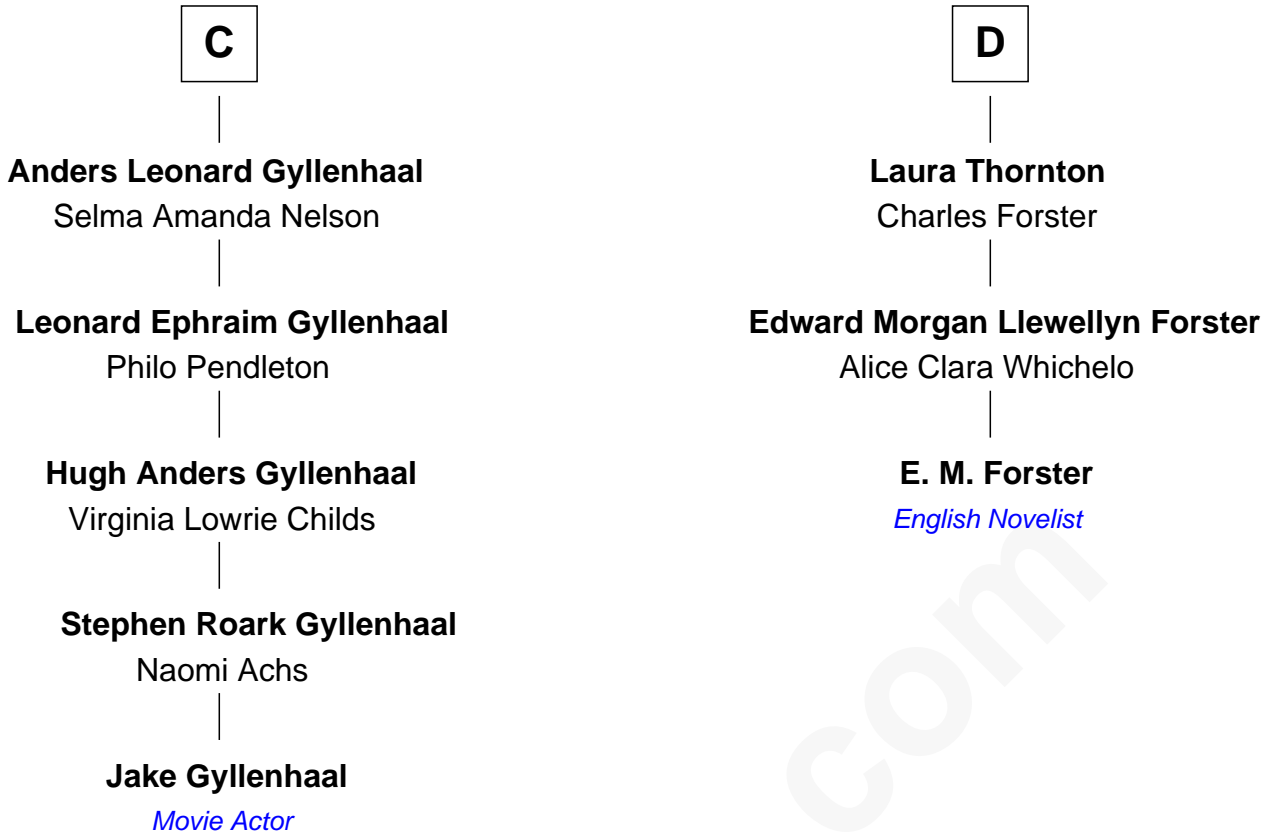 C
Anders Leonard Gyllenhaal
Selma Amanda Nelson
Leonard Ephraim Gyllenhaal
Philo Pendleton
Hugh Anders Gyllenhaal
Virginia Lowrie Childs
Stephen Roark Gyllenhaal
Naomi Achs
Jake Gyllenhaal
Movie Actor
D
Laura Thornton
Charles Forster
Edward Morgan Llewellyn Forster
Alice Clara Whichelo
E. M. Forster
English Novelist
com